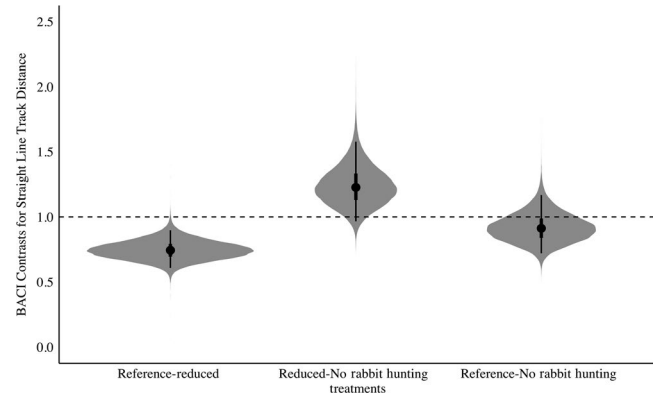 BACI Contrasts for Straight Line Track Distance
2.5
2.0
1.5
1.0
0.5
0.0
Reference-reduced
Reduced-No rabbit hunting
Reference-No rabbit hunting
treatments